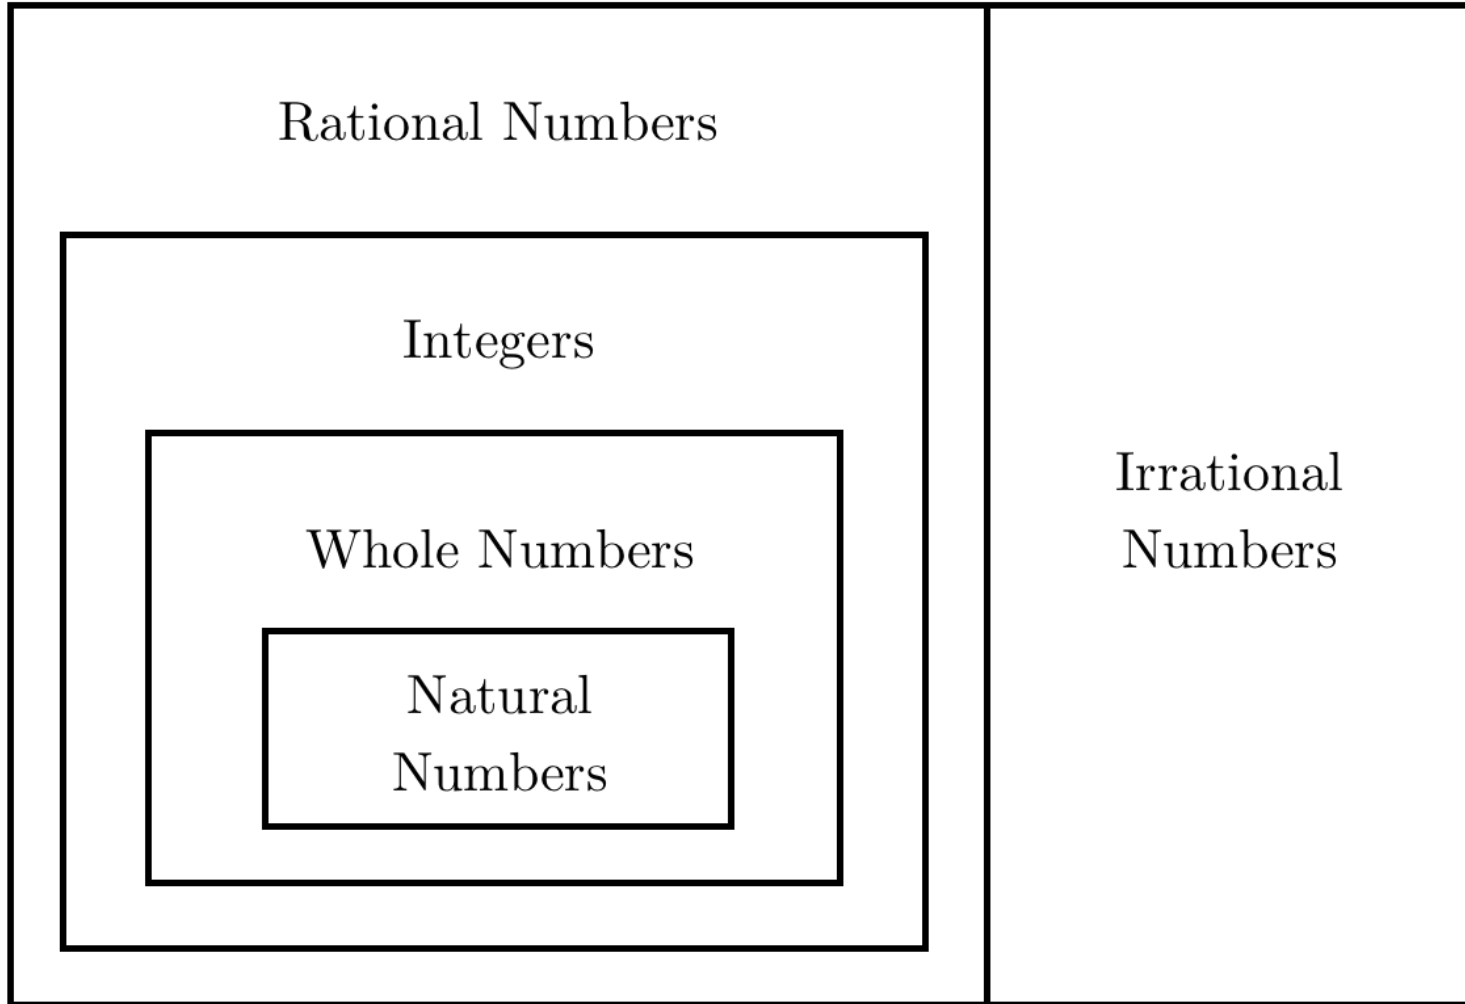 Rational Numbers
Integers
Whole Numbers
Natural
Numbers
Irrational
Numbers